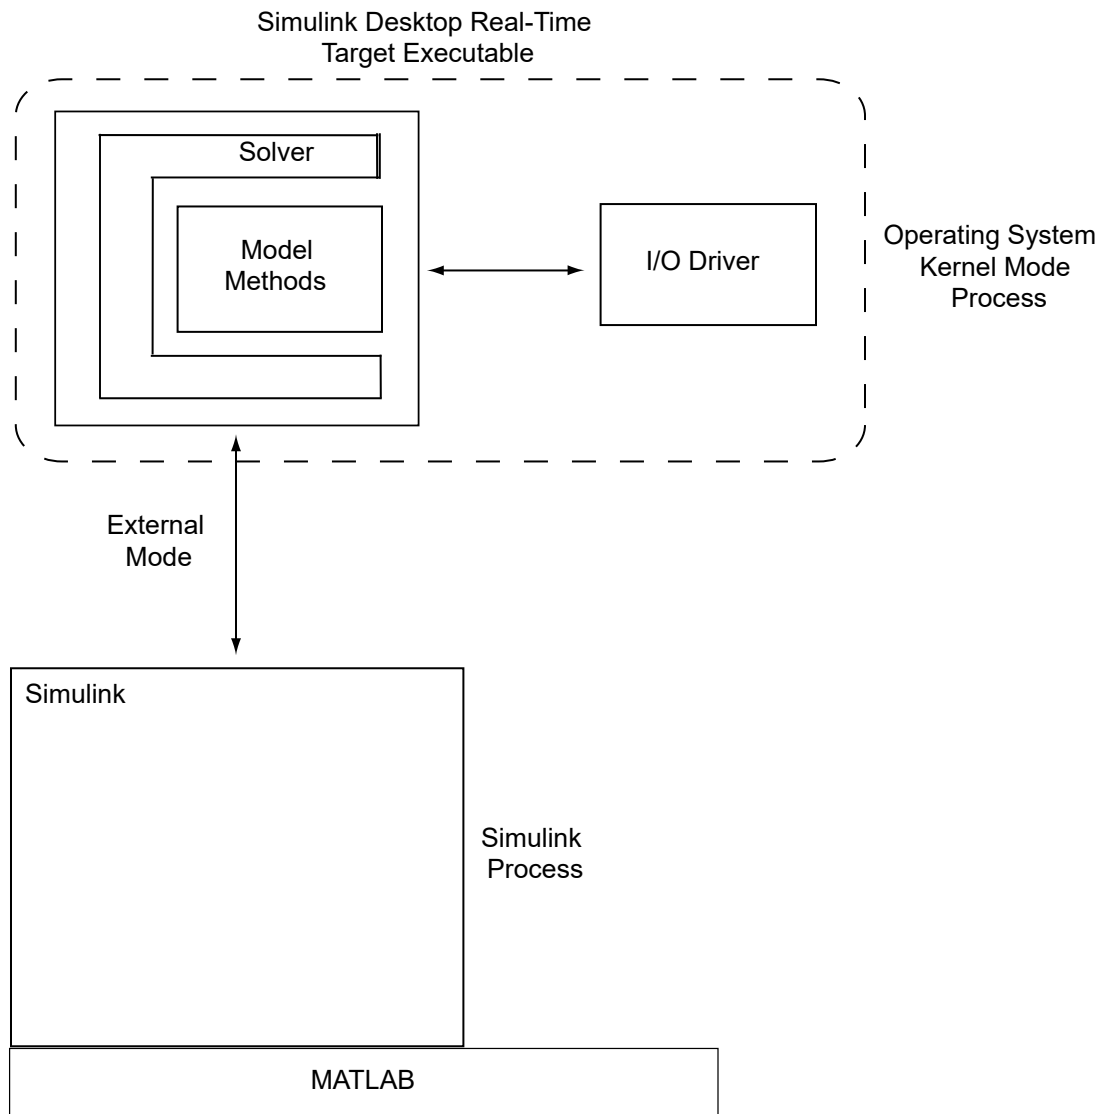 Simulink Desktop Real-Time
Target Executable
Solver
Model
Methods
I/O Driver
Operating System
Kernel Mode
Process
External
Mode
Simulink
Simulink
Process
MATLAB